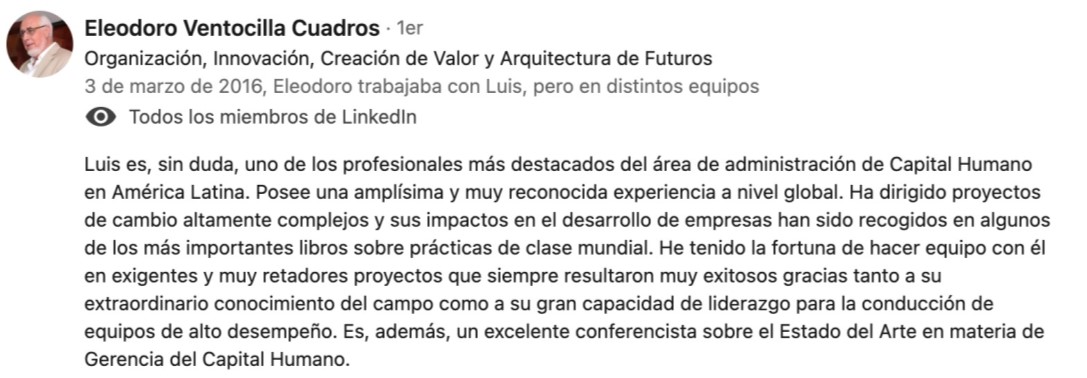 Eleodoro Ventocilla Cuadros · 1er
Organización, Innovación, Creación de Valor y Arquitectura de Futuros
3 de marzo de 2016, Eleodoro trabajaba con Luis, pero en distintos equipos
Todos los miembros de LinkedIn
Luis es, sin duda, uno de los profesionales más destacados del área de administración de Capital Humano
en América Latina. Posee una amplísima y muy reconocida experiencia a nivel global. Ha dirigido proyectos
de cambio altamente complejos y sus impactos en el desarrollo de empresas han sido recogidos en algunos
de los más importantes libros sobre prácticas de clase mundial. He tenido la fortuna de hacer equipo con él
en exigentes y muy retadores proyectos que siempre resultaron muy exitosos gracias tanto a su
extraordinario conocimiento del campo como a su gran capacidad de liderazgo para la conducción de
equipos de alto desempeño. Es, además, un excelente conferencista sobre el Estado del Arte en materia de
Gerencia del Capital Humano.